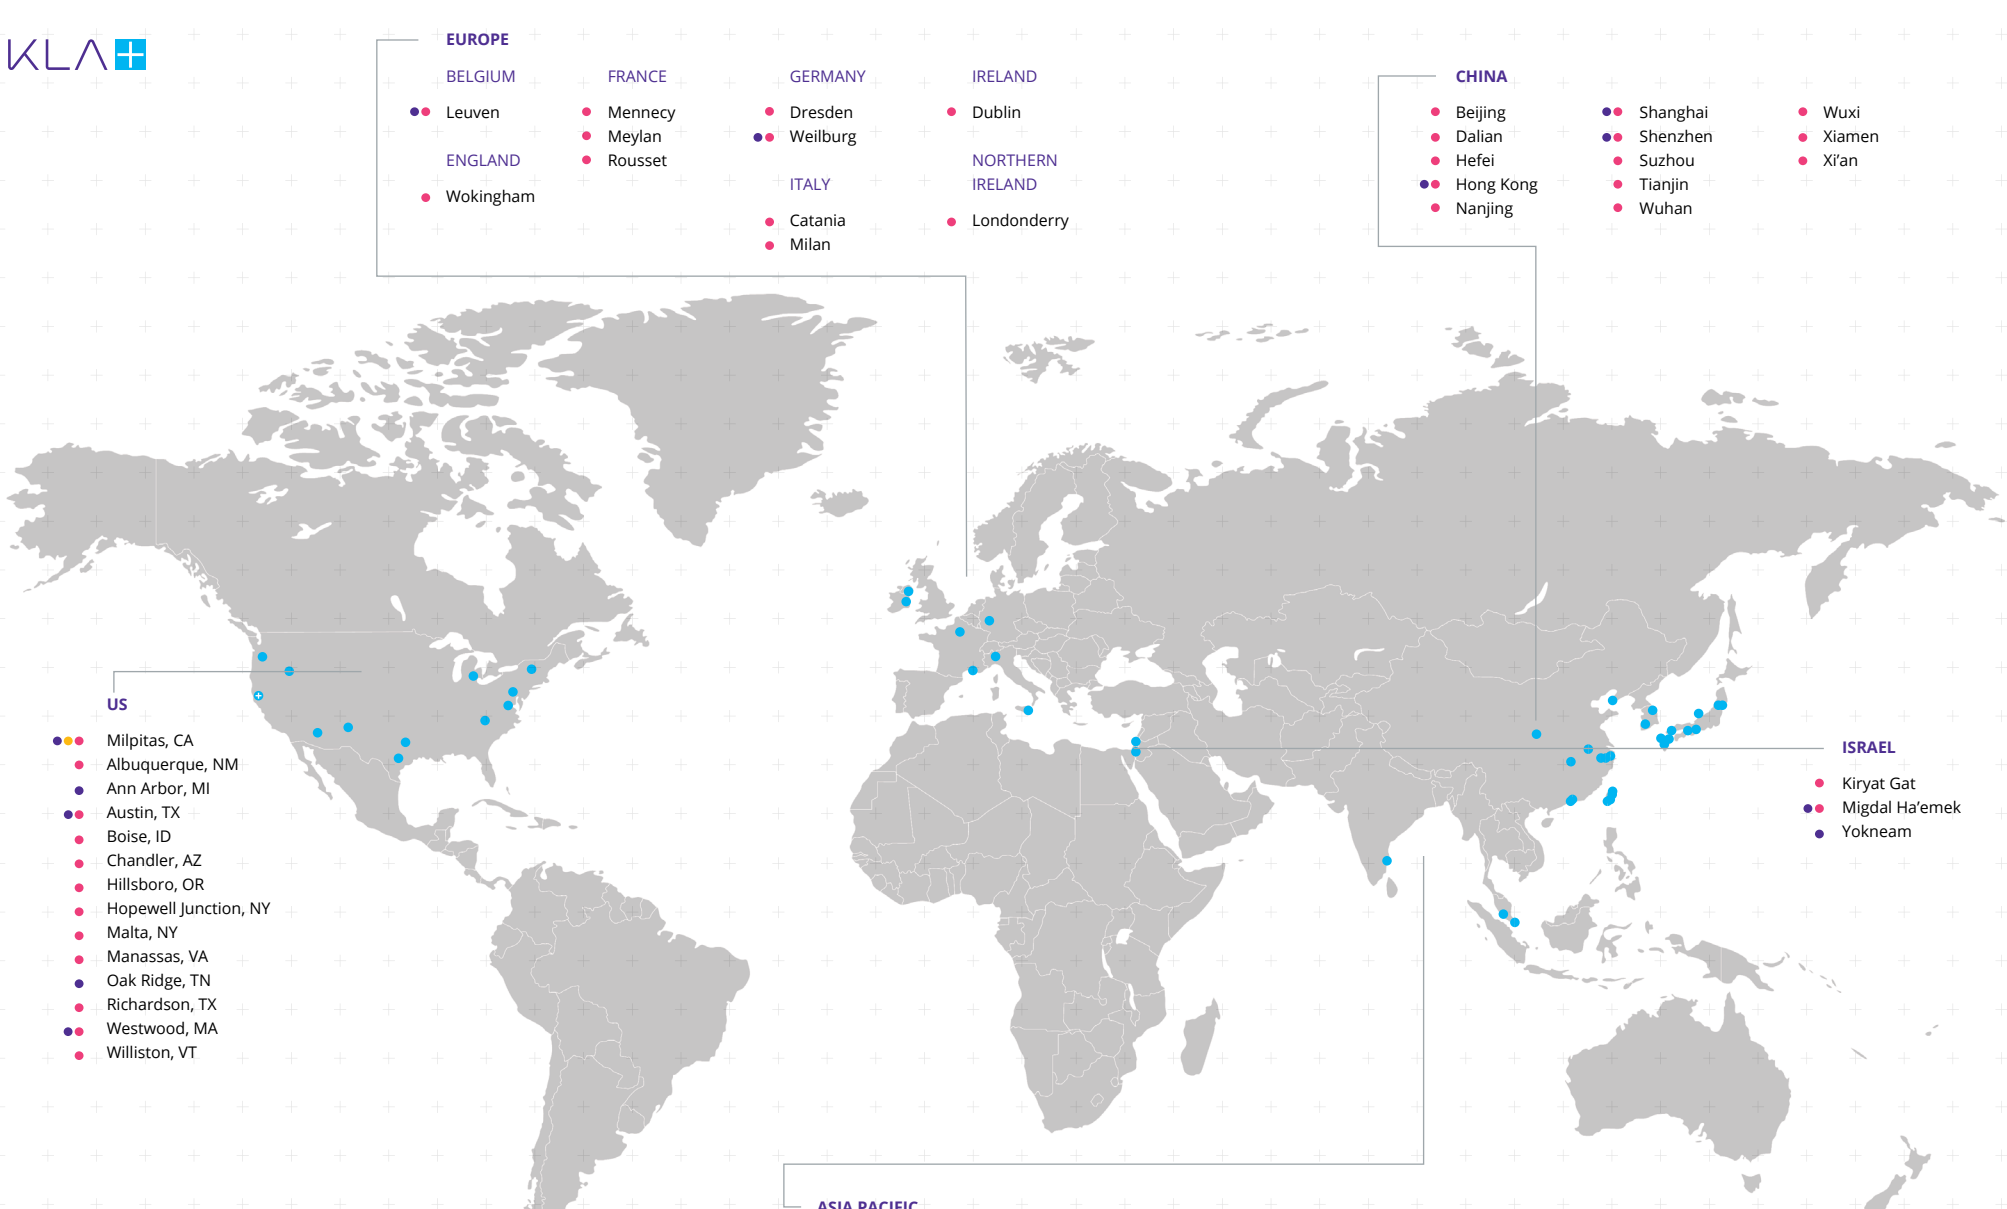 KLA+
EUROPE
BELGIUM
Leuven
ENGLAND
Wokingham
FRANCE
Mennecy
Meylan
Rousset
GERMANY
Dresden
Weilburg
ITALY
Catania
Milan
IRELAND
Dublin
NORTHERN
IRELAND
Londonderry
CHINA
Beijing
Dalian
Hefei
Hong Kong
Nanjing
Shanghai
Shenzhen
Suzhou
Tianjin
Wuhan
Wuxi
Xiamen
Xi’an
US
Milpitas, CA
Albuquerque, NM
Ann Arbor, MI
Austin, TX
Boise, ID
Chandler, AZ
Hillsboro, OR
Hopewell Junction, NY
Malta, NY
Manassas, VA
Oak Ridge, TN
Richardson, TX
Westwood, MA
Williston, VT
ISRAEL
Kiryat Gat
Migdal Ha’emek
Yokneam
ASIA PACIFIC